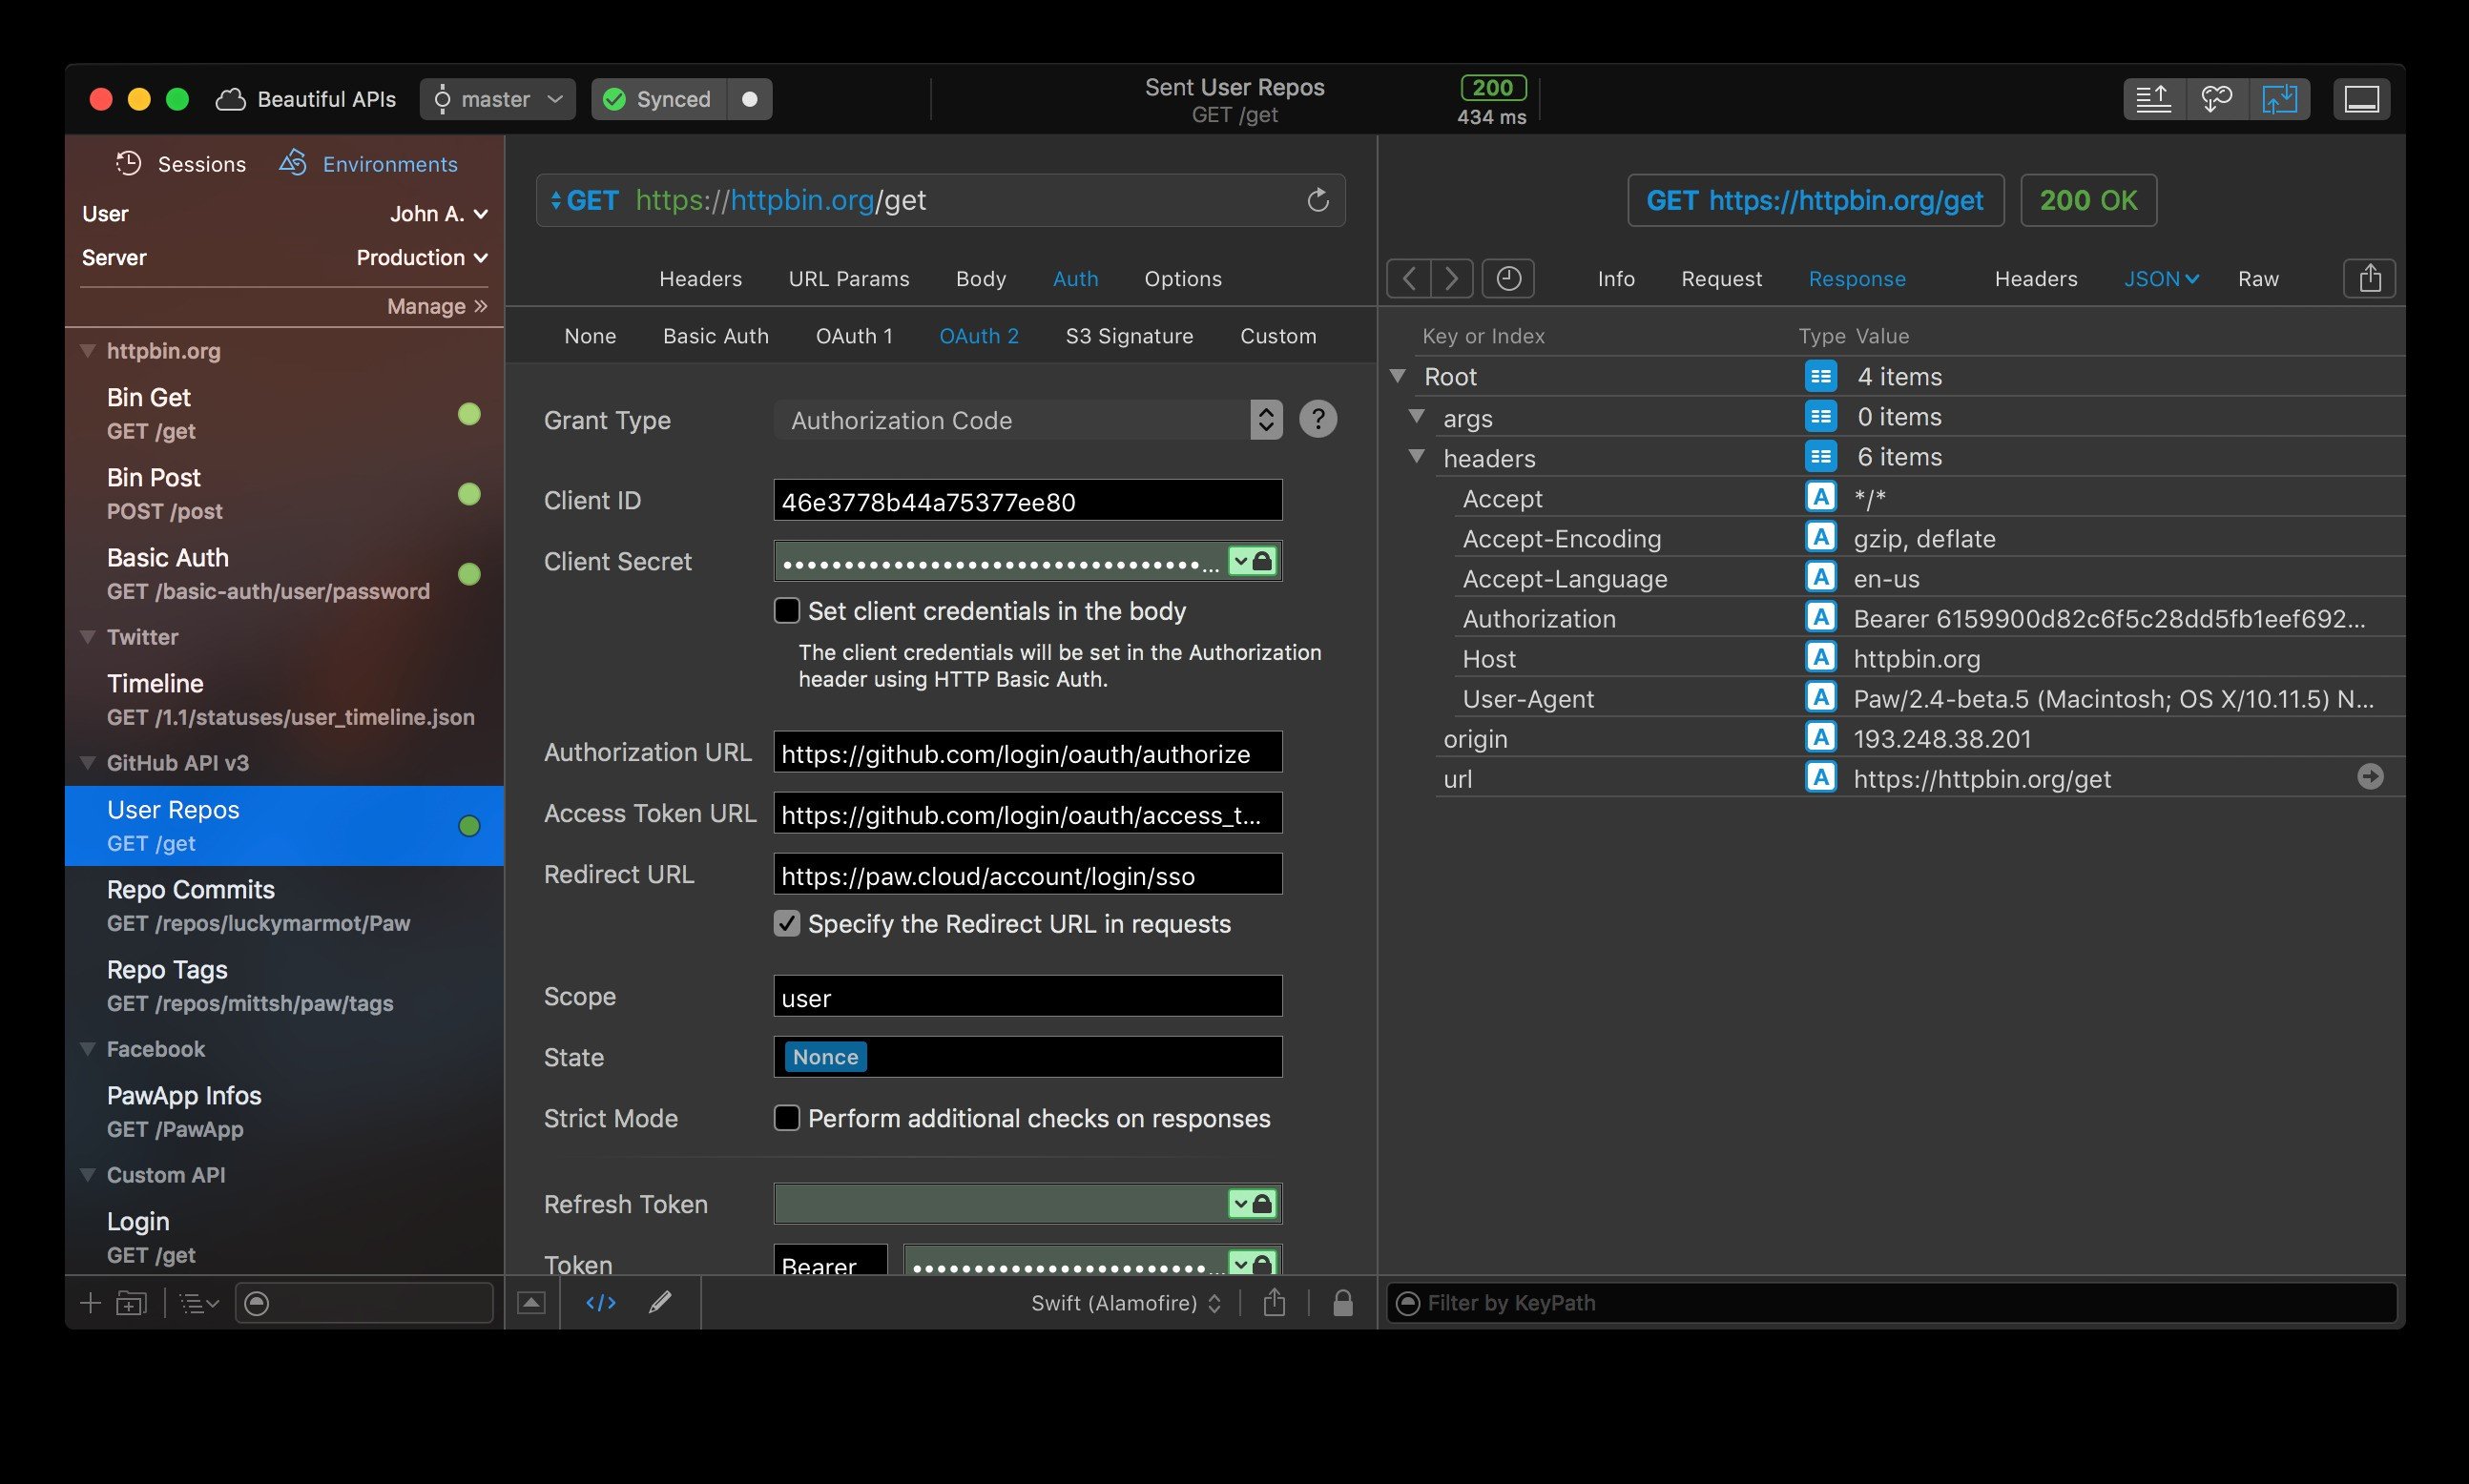 Beautiful APIs
master
Synced
Sent User Repos
GET /get
200
434 ms
Sessions
Environments
User
John A.
Server
Production
Manage »
httpbin.org
Bin Get
GET /get
Bin Post
POST /post
Basic Auth
GET /basic-auth/user/password
Twitter
Timeline
GET /1.1/statuses/user_timeline.json
GitHub API v3
User Repos
GET /get
Repo Commits
GET /repos/luckymarmot/Paw
Repo Tags
GET /repos/mittsh/paw/tags
Facebook
PawApp Infos
GET /PawApp
Custom API
Login
GET /get
GET https://httpbin.org/get
Headers URL Params Body Auth Options
None Basic Auth OAuth 1 OAuth 2 S3 Signature Custom
Grant Type Authorization Code ?
Client ID 46e3778b44a75377ee80
Client Secret
Set client credentials in the body
The client credentials will be set in the Authorization
header using HTTP Basic Auth.
Authorization URL https://github.com/login/oauth/authorize
Access Token URL https://github.com/login/oauth/access_t...
Redirect URL https://paw.cloud/account/login/sso
Specify the Redirect URL in requests
Scope user
State Nonce
Strict Mode Perform additional checks on responses
Refresh Token
Token Bearer
</> Swift (Alamofire)
GET https://httpbin.org/get 200 OK
Info Request Response Headers JSON Raw
Key or Index Type Value
Root 4 items
args 0 items
headers 6 items
Accept A */*
Accept-Encoding A gzip, deflate
Accept-Language A en-us
Authorization A Bearer 6159900d82c6f5c28dd5fb1eef692...
Host A httpbin.org
User-Agent A Paw/2.4-beta.5 (Macintosh; OS X/10.11.5) N...
origin A 193.248.38.201
url A https://httpbin.org/get
Filter by KeyPath